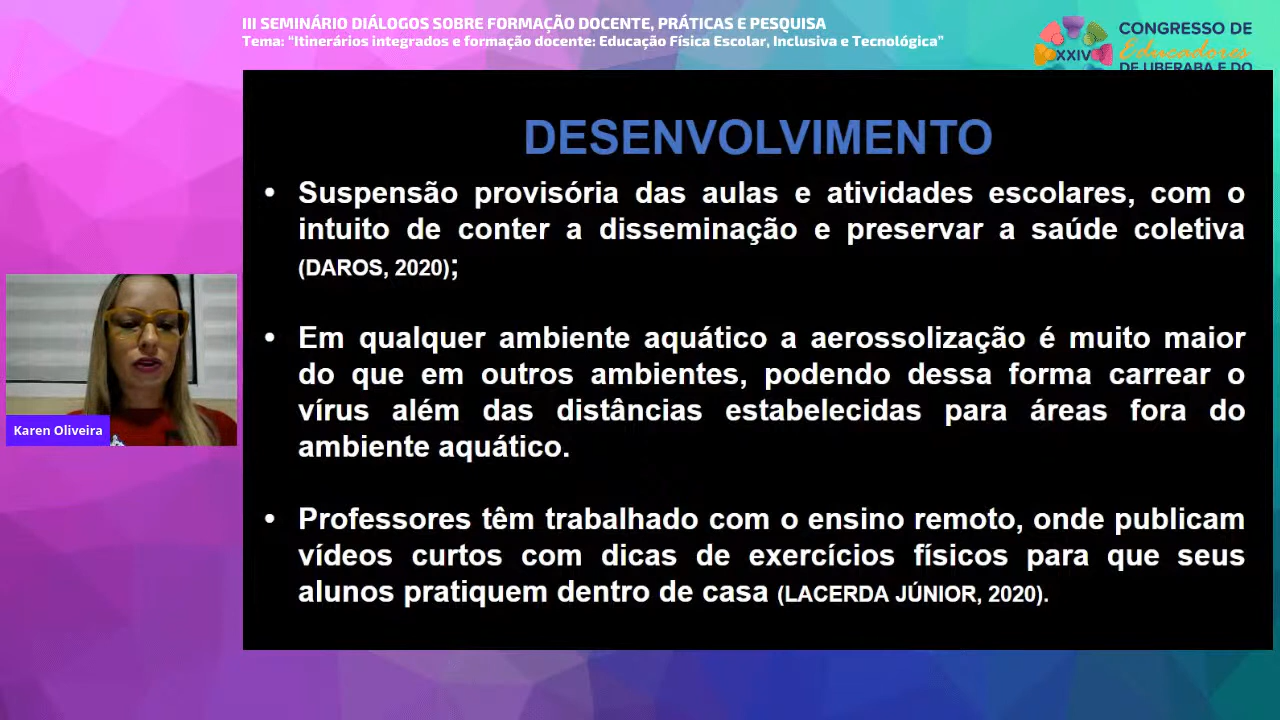 III SEMINÁRIO DIÁLOGOS SOBRE FORMAÇÃO DOCENTE, PRÁTICAS E PESQUISA
Tema: “Itinerários integrados e formação docente: Educação Física Escolar, Inclusiva e Tecnológica”
XXIV
CONGRESSO DE
Educadores
DE UBERABA E DO
DESENVOLVIMENTO
• Suspensão provisória das aulas e atividades escolares, com o
intuito de conter a disseminação e preservar a saúde coletiva
(DAROS, 2020);
• Em qualquer ambiente aquático a aerossolização é muito maior
do que em outros ambientes, podendo dessa forma carrear o
vírus além das distâncias estabelecidas para áreas fora do
ambiente aquático.
• Professores têm trabalhado com o ensino remoto, onde publicam
vídeos curtos com dicas de exercícios físicos para que seus
alunos pratiquem dentro de casa (LACERDA JÚNIOR, 2020).
Karen Oliveira